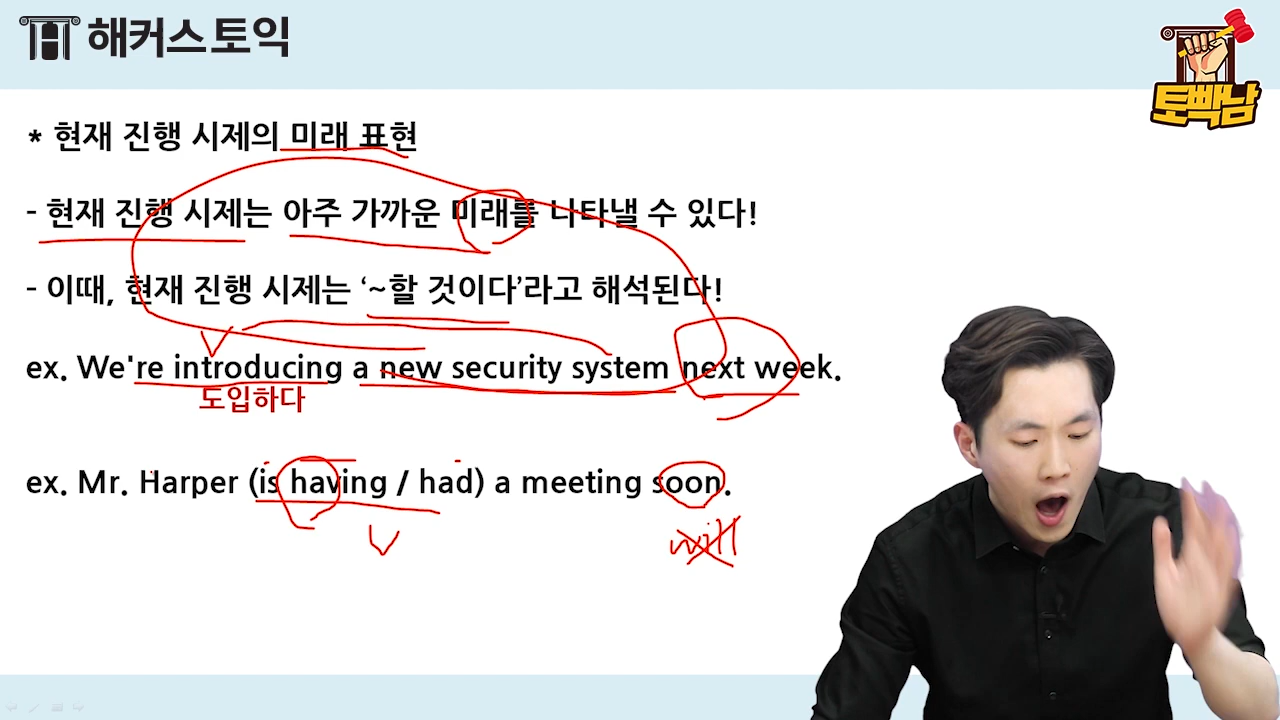 해커스 토익
토빡남
* 현재 진행 시제의 미래 표현
- 현재 진행 시제는 아주 가까운 미래를 나타낼 수 있다!
- 이때, 현재 진행 시제는 ‘~할 것이다’라고 해석된다!
ex. We're introducing a new security system next week.
도입하다
ex. Mr. Harper (is having / had) a meeting soon.
will